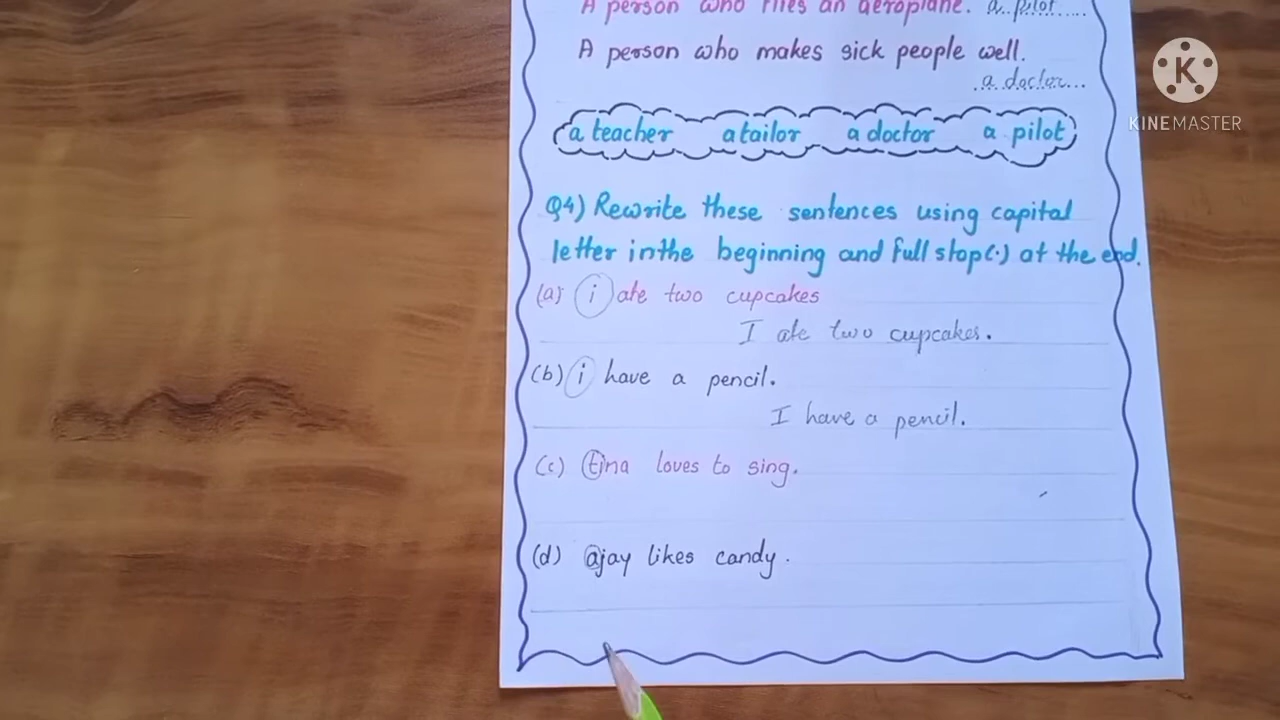 A person who flies an aeroplane. a pilot
A person who makes sick people well.
a doctor
a teacher a tailor a doctor a pilot
Q4) Rewrite these sentences using capital
letter in the beginning and full stop(.) at the end.
(a) i ate two cupcakes
I ate two cupcakes.
(b) i have a pencil.
I have a pencil.
(c) tina loves to sing.
(d) ajay likes candy.
K
KINEMASTER